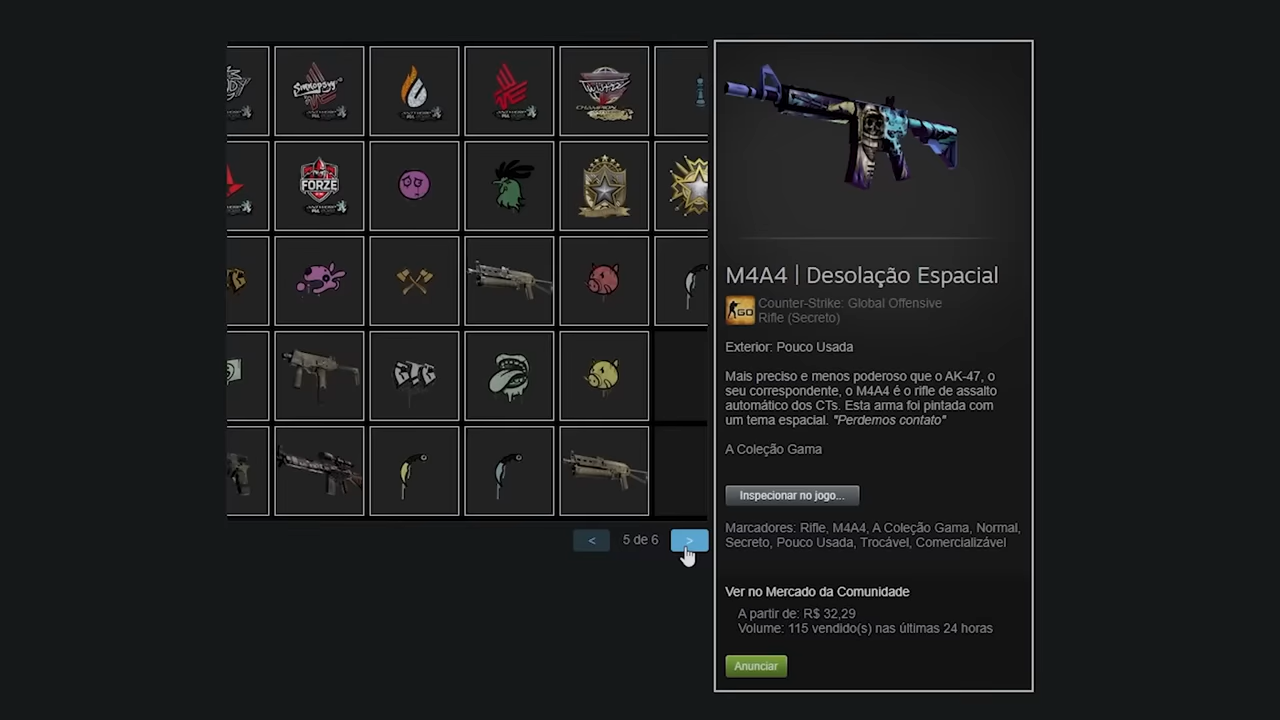 FORZE
5 de 6
<
>
M4A4 | Desolação Espacial
GO
Counter-Strike: Global Offensive
Rifle (Secreto)
Exterior: Pouco Usada
Mais preciso e menos poderoso que o AK-47, o
seu correspondente, o M4A4 é o rifle de assalto
automático dos CTs. Esta arma foi pintada com
um tema espacial. "Perdemos contato"
A Coleção Gama
Inspecionar no jogo...
Marcadores: Rifle, M4A4, A Coleção Gama, Normal,
Secreto, Pouco Usada, Trocável, Comercializável
Ver no Mercado da Comunidade
A partir de: R$ 32,29
Volume: 115 vendido(s) nas últimas 24 horas
Anunciar